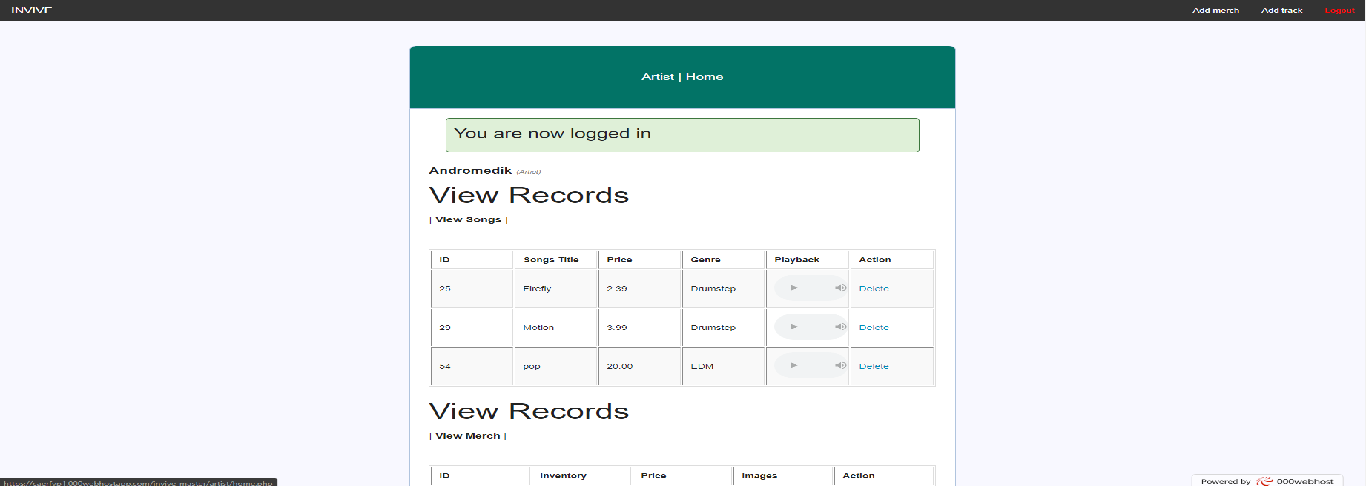 INVIVE Add merch Add track Logout
Artist | Home
You are now logged in
Andromedik (Artist)
View Records
| View Songs |
ID Songs Title Price Genre Playback Action
25 Firefly 2.39 Drumstep Delete
29 Motion 3.99 Drumstep Delete
54 pop 20.00 EDM Delete
View Records
| View Merch |
ID Inventory Price Images Action
Powered by 000webhost